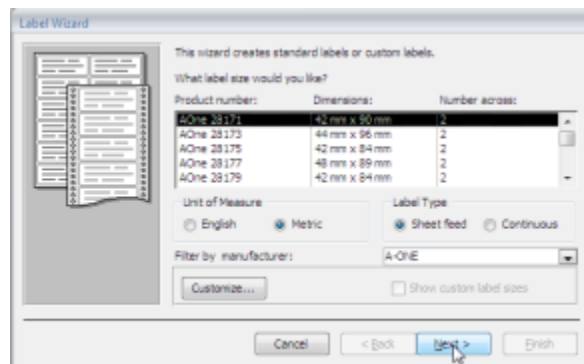 Label Wizard
This wizard creates standard labels or custom labels.
What label size would you like?
Product number: Dimensions: Number across:
AOne 28171 42 mm x 90 mm 2
AOne 28173 44 mm x 96 mm 2
AOne 28175 42 mm x 84 mm 2
AOne 28177 48 mm x 89 mm 2
AOne 28179 42 mm x 84 mm 2
Unit of Measure Label Type
English Metric Sheet feed Continuous
Filter by manufacturer: A-ONE
Customize... Show custom label sizes
Cancel < Back Next > Finish